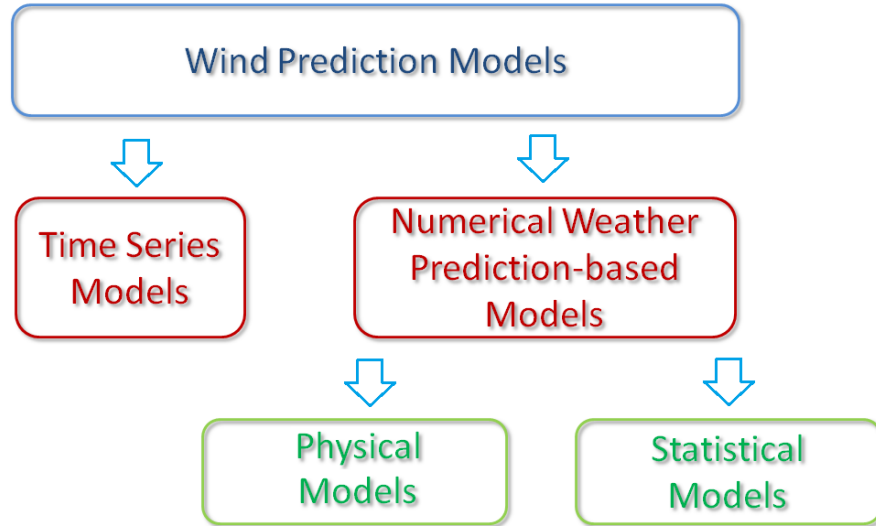 Wind Prediction Models
Time Series
Models
Numerical Weather
Prediction-based
Models
Physical
Models
Statistical
Models